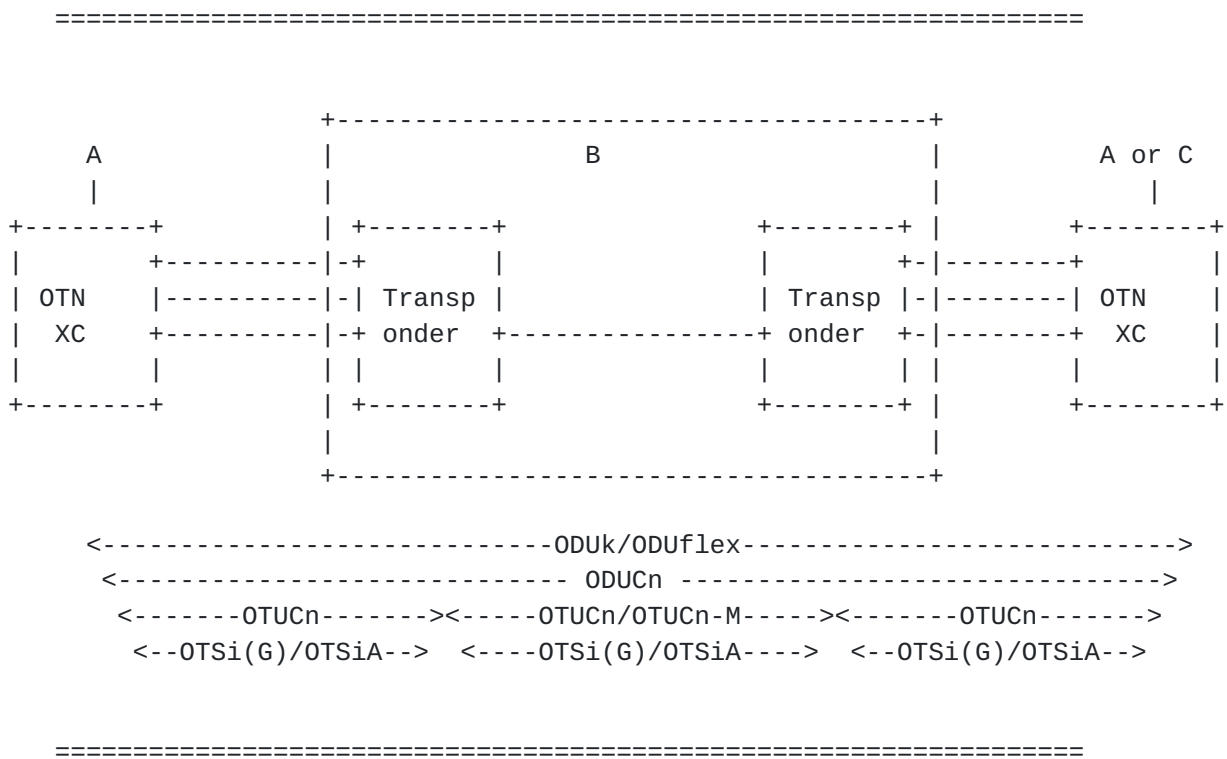 ==================================================================
+--------------------------------------+
A | B | A or C
| | | |
+--------+ | +--------+ +--------+ | +--------+
| +----------|-+ | | +-|--------+ |
| OTN |----------|-| Transp | | Transp |-|--------| OTN |
| XC +----------|-+ onder +----------------+ onder +-|--------+ XC |
| | | | | | | | | |
+--------+ | +--------+ +--------+ | +--------+
| |
+--------------------------------------+
<-----------------------------ODUk/ODUflex---------------------------->
<----------------------------- ODUCn ------------------------------->
<-------OTUCn-------><-----OTUCn/OTUCn-M-----><-------OTUCn------->
<--OTSi(G)/OTSiA--> <----OTSi(G)/OTSiA----> <--OTSi(G)/OTSiA-->
==================================================================